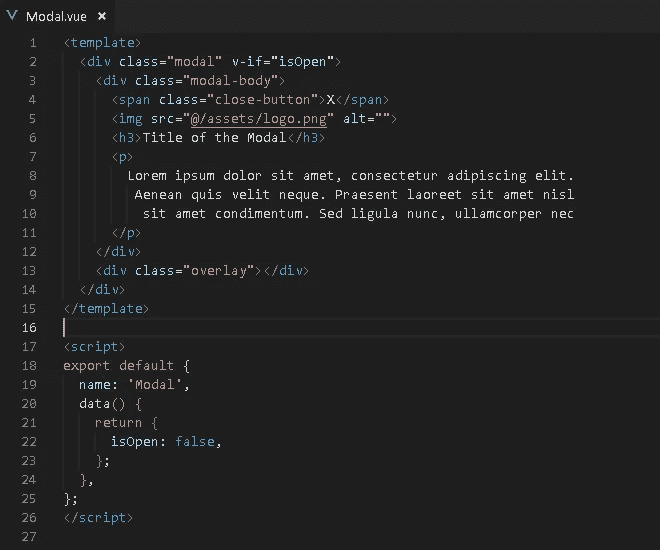 Modal.vue ×
1 <template>
2   <div class="modal" v-if="isOpen">
3     <div class="modal-body">
4       <span class="close-button">X</span>
5       <img src="@/assets/logo.png" alt="">
6       <h3>Title of the Modal</h3>
7       <p>
8         Lorem ipsum dolor sit amet, consectetur adipiscing elit.
9          Aenean quis velit neque. Praesent laoreet sit amet nisl
10          sit amet condimentum. Sed ligula nunc, ullamcorper nec
11       </p>
12     </div>
13     <div class="overlay"></div>
14   </div>
15 </template>
16
17 <script>
18 export default {
19   name: 'Modal',
20   data() {
21     return {
22       isOpen: false,
23     };
24   },
25 };
26 </script>
27